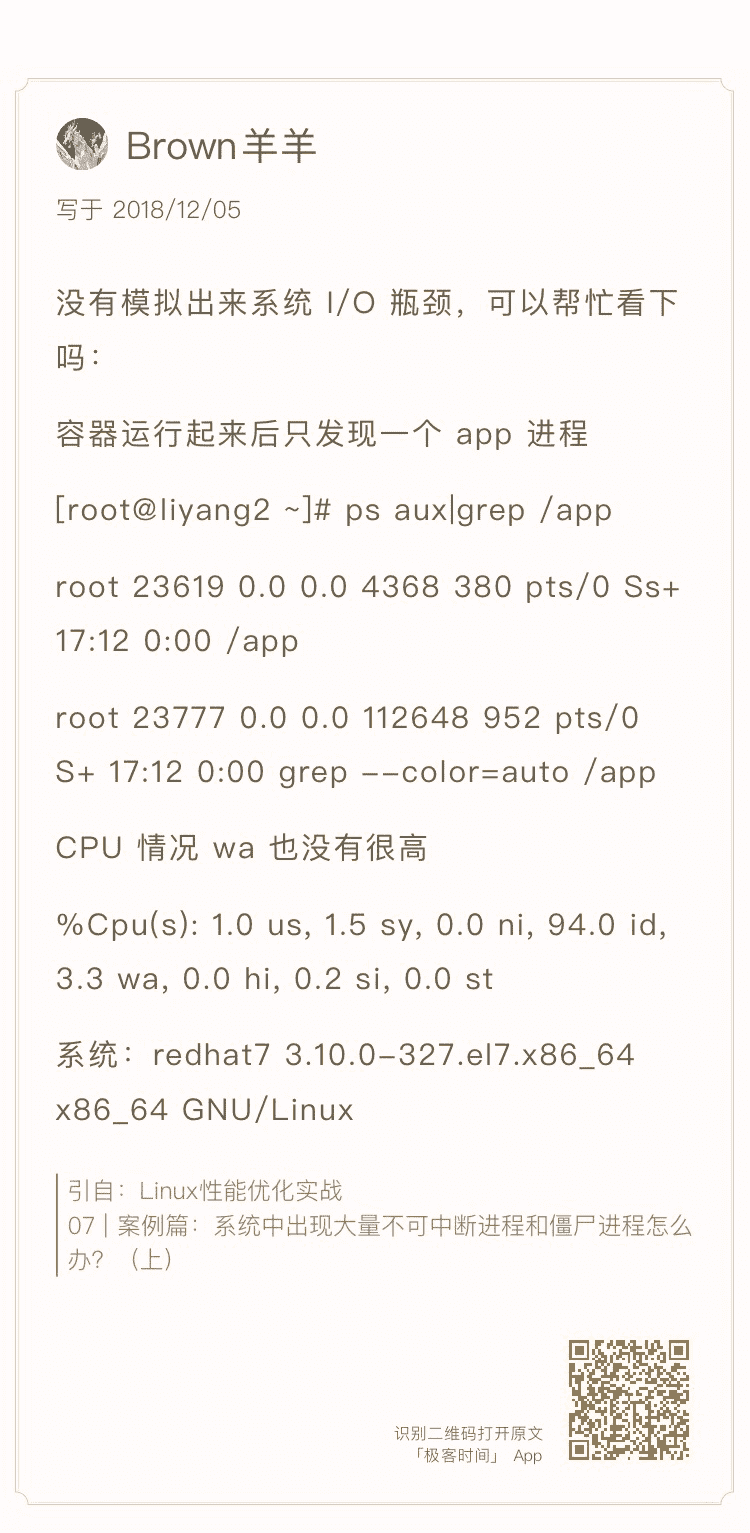 Brown羊羊
写于 2018/12/05
没有模拟出来系统 I/O 瓶颈，可以帮忙看下
吗：
容器运行起来后只发现一个 app 进程
[root@liyang2 ~]# ps aux|grep /app
root 23619 0.0 0.0 4368 380 pts/0 Ss+
17:12 0:00 /app
root 23777 0.0 0.0 112648 952 pts/0
S+ 17:12 0:00 grep --color=auto /app
CPU 情况 wa 也没有很高
%Cpu(s): 1.0 us, 1.5 sy, 0.0 ni, 94.0 id,
3.3 wa, 0.0 hi, 0.2 si, 0.0 st
系统：redhat7 3.10.0-327.el7.x86_64
x86_64 GNU/Linux
引自：Linux性能优化实战
07 | 案例篇：系统中出现大量不可中断进程和僵尸进程怎么
办？（上）
识别二维码打开原文
「极客时间」 App